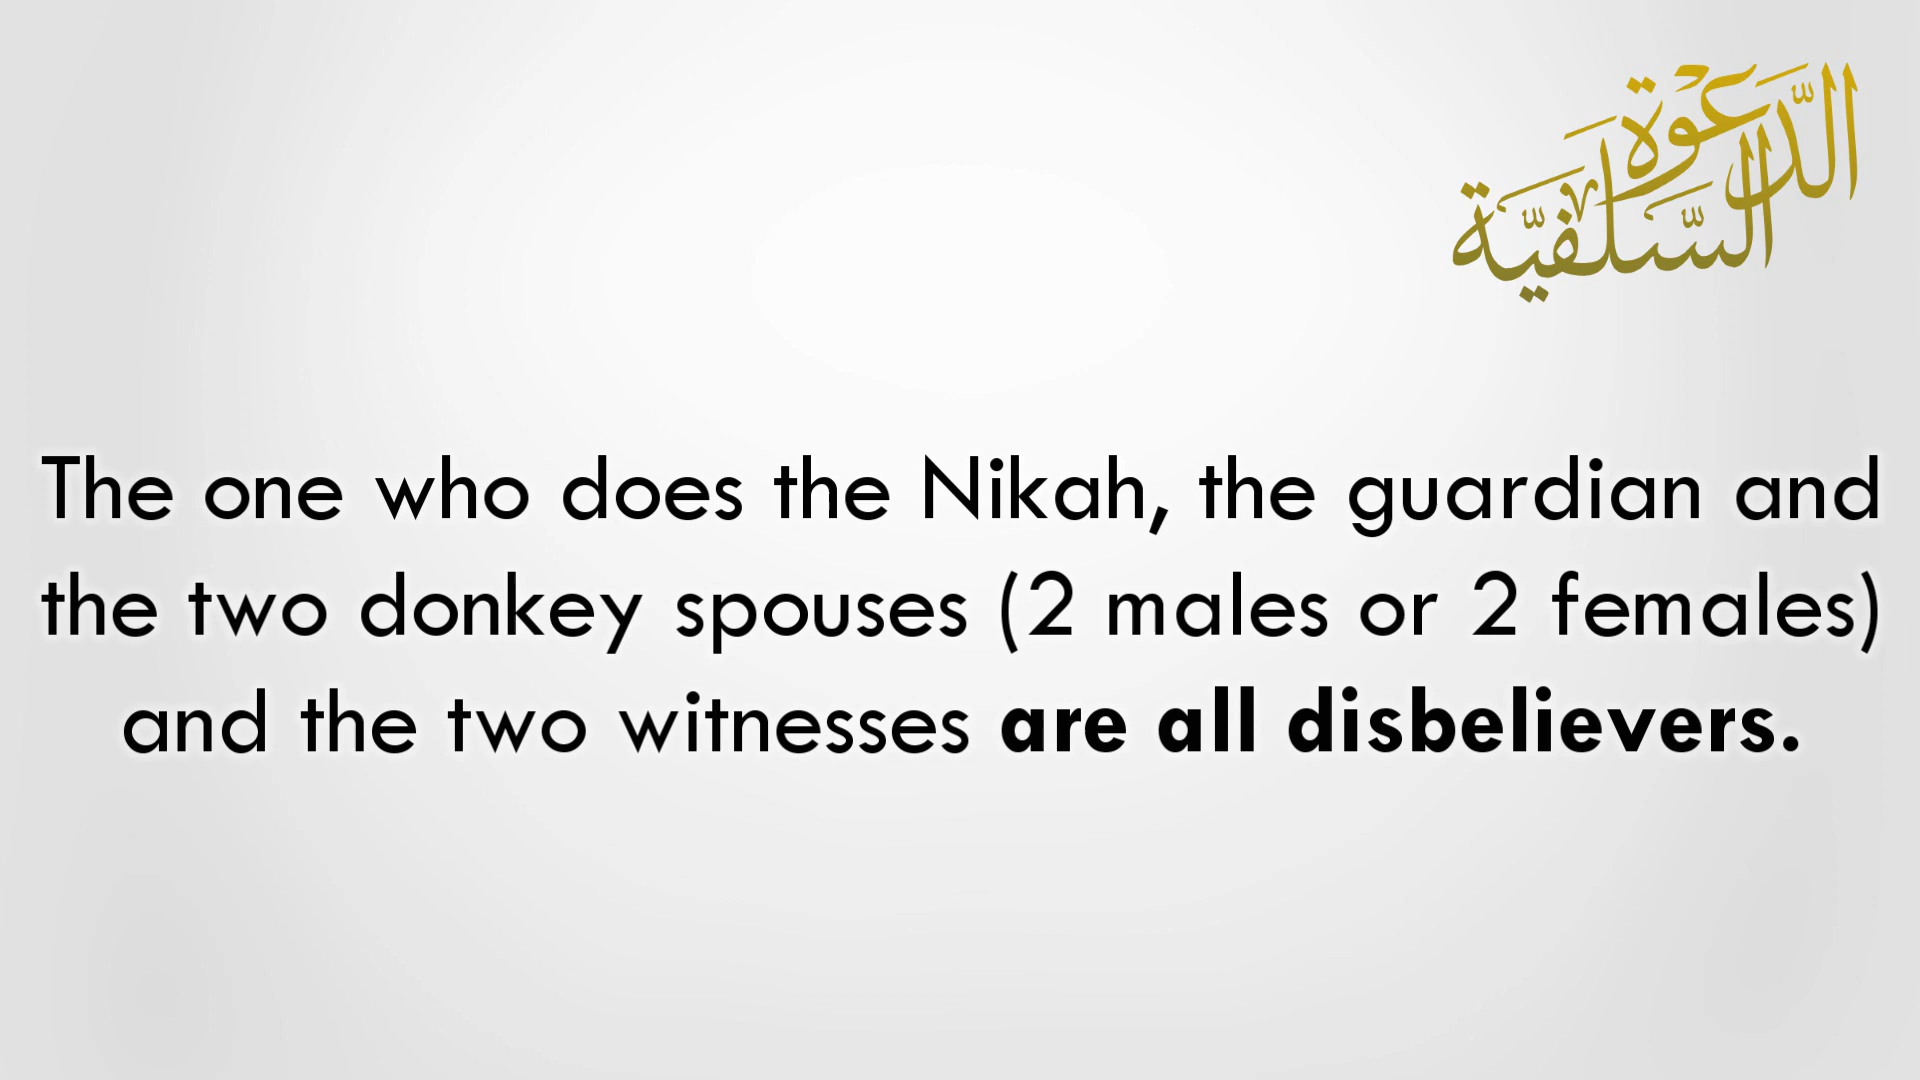 الدعوة
السلفية
The one who does the Nikah, the guardian and
the two donkey spouses (2 males or 2 females)
and the two witnesses are all disbelievers.